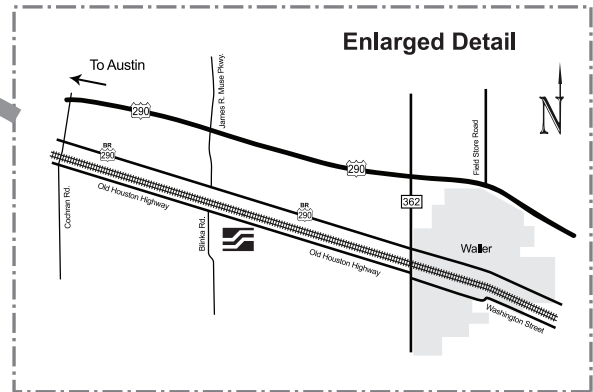 Enlarged Detail
To Austin
N
James R. Muse Pkwy.
290
Field Store Road
BR
290
290
Cochran Rd.
Old Houston Highway
BR
290
362
Blinka Rd.
Waller
Old Houston Highway
Washington Street